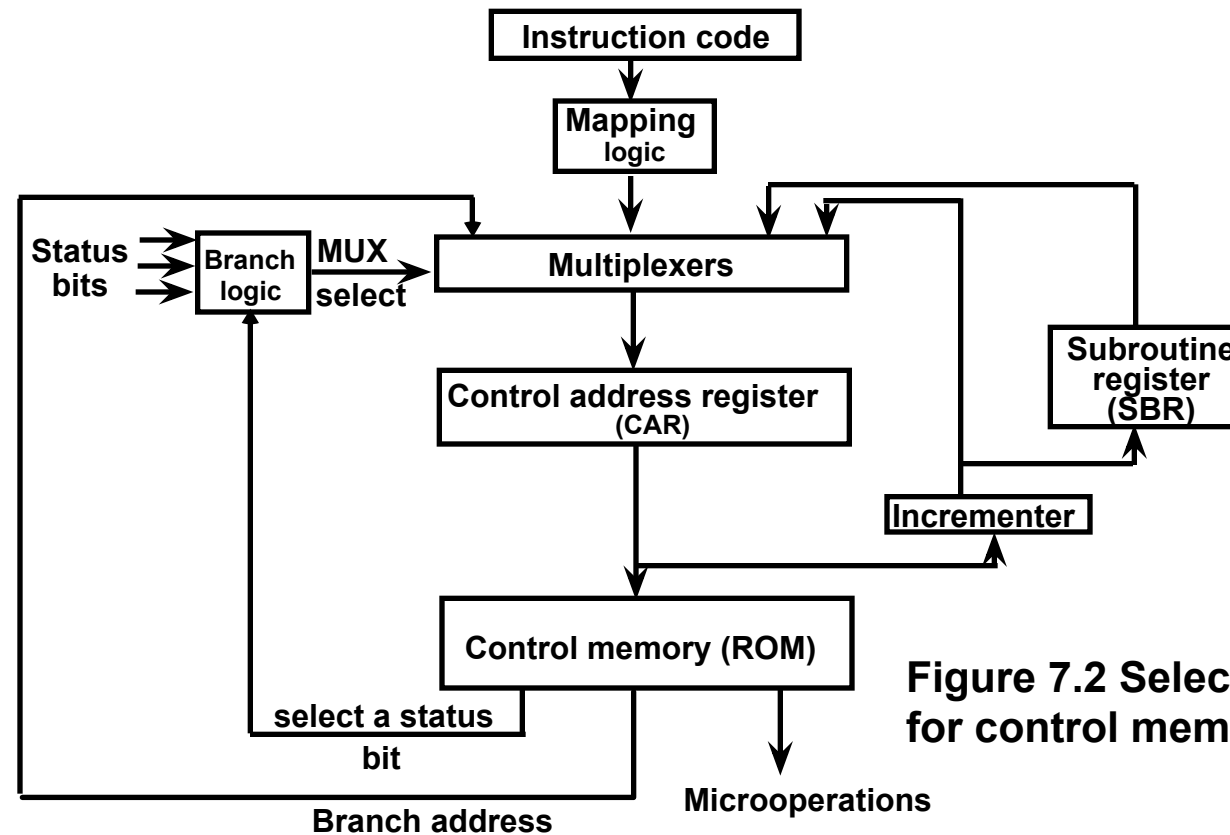 Instruction code
Mapping
logic
Status
bits
Branch
logic
MUX
select
Multiplexers
Subroutine
register
(SBR)
Control address register
(CAR)
Incrementer
Control memory (ROM)
select a status
bit
Microoperations
Branch address
Figure 7.2 Selec
for control mem